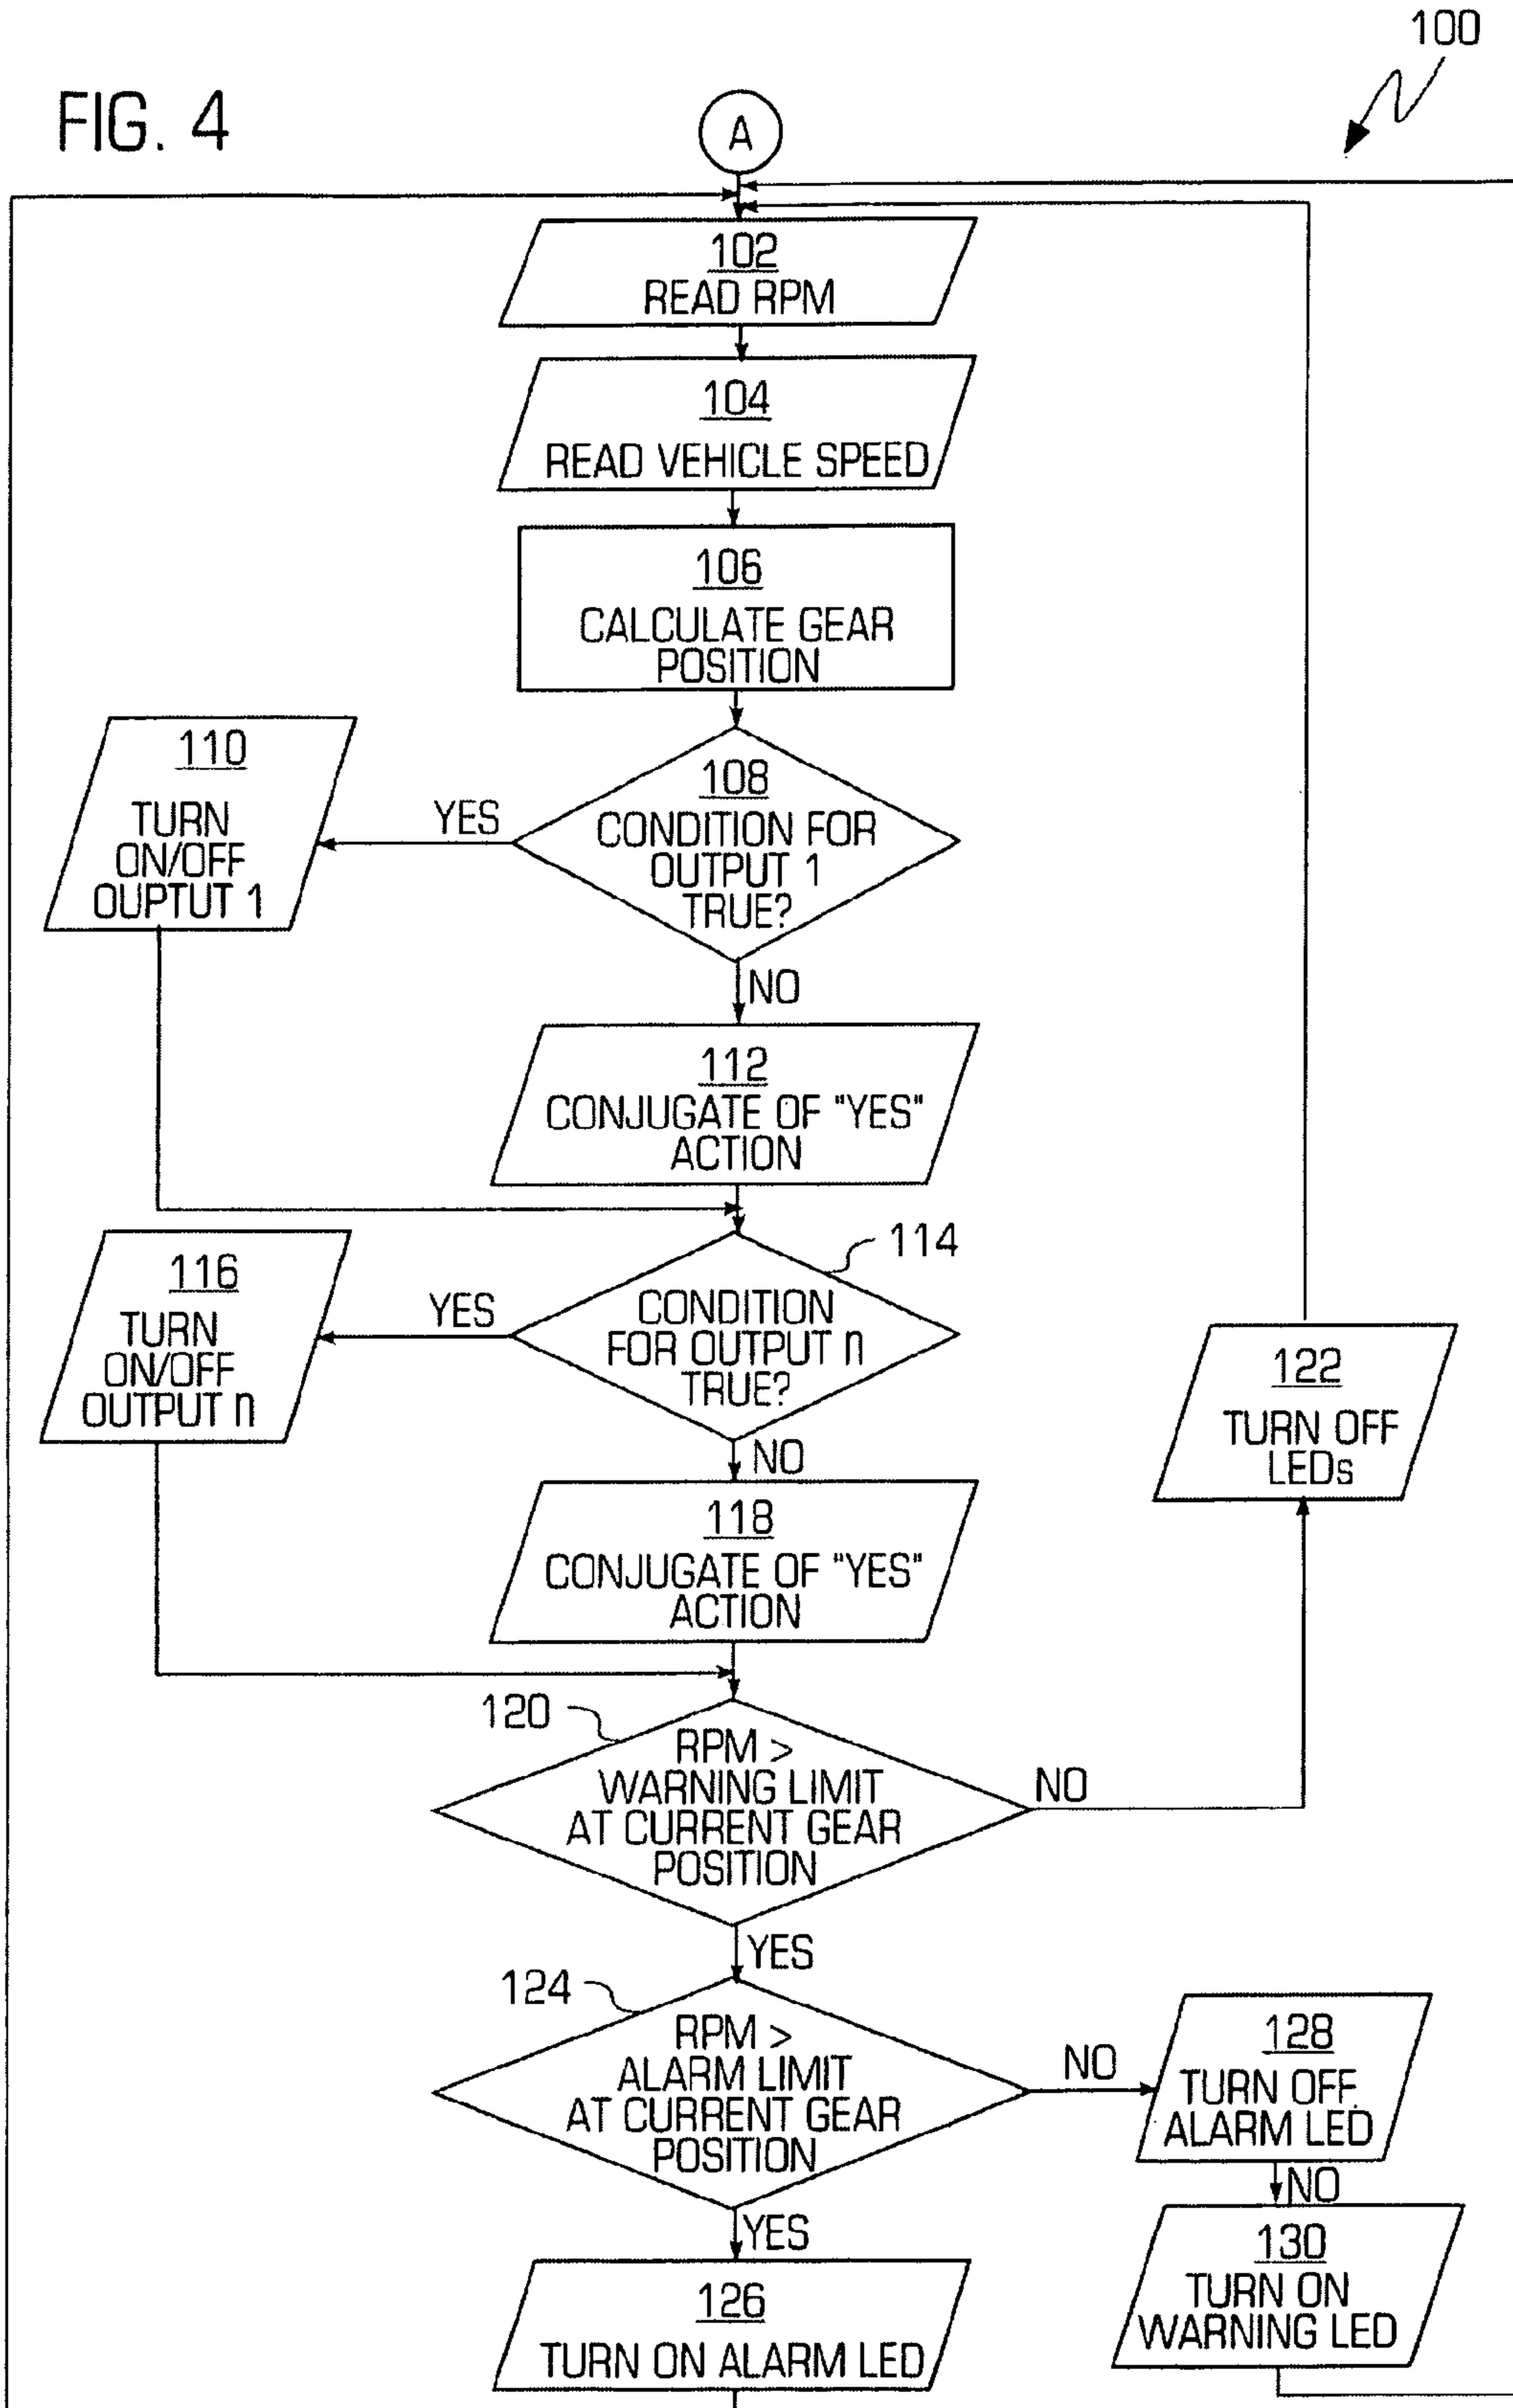 100
FIG. 4
A
102
READ RPM
104
READ VEHICLE SPEED
106
CALCULATE GEAR
POSITION
108
CONDITION FOR
OUTPUT 1
TRUE?
YES
110
TURN
ON/OFF
OUPTUT 1
NO
112
CONJUGATE OF "YES"
ACTION
114
CONDITION
FOR OUTPUT n
TRUE?
YES
116
TURN
ON/OFF
OUTPUT n
NO
118
CONJUGATE OF "YES"
ACTION
120
RPM >
WARNING LIMIT
AT CURRENT GEAR
POSITION
NO
122
TURN OFF
LEDs
YES
124
RPM >
ALARM LIMIT
AT CURRENT GEAR
POSITION
NO
128
TURN OFF
ALARM LED
NO
130
TURN ON
WARNING LED
YES
126
TURN ON ALARM LED